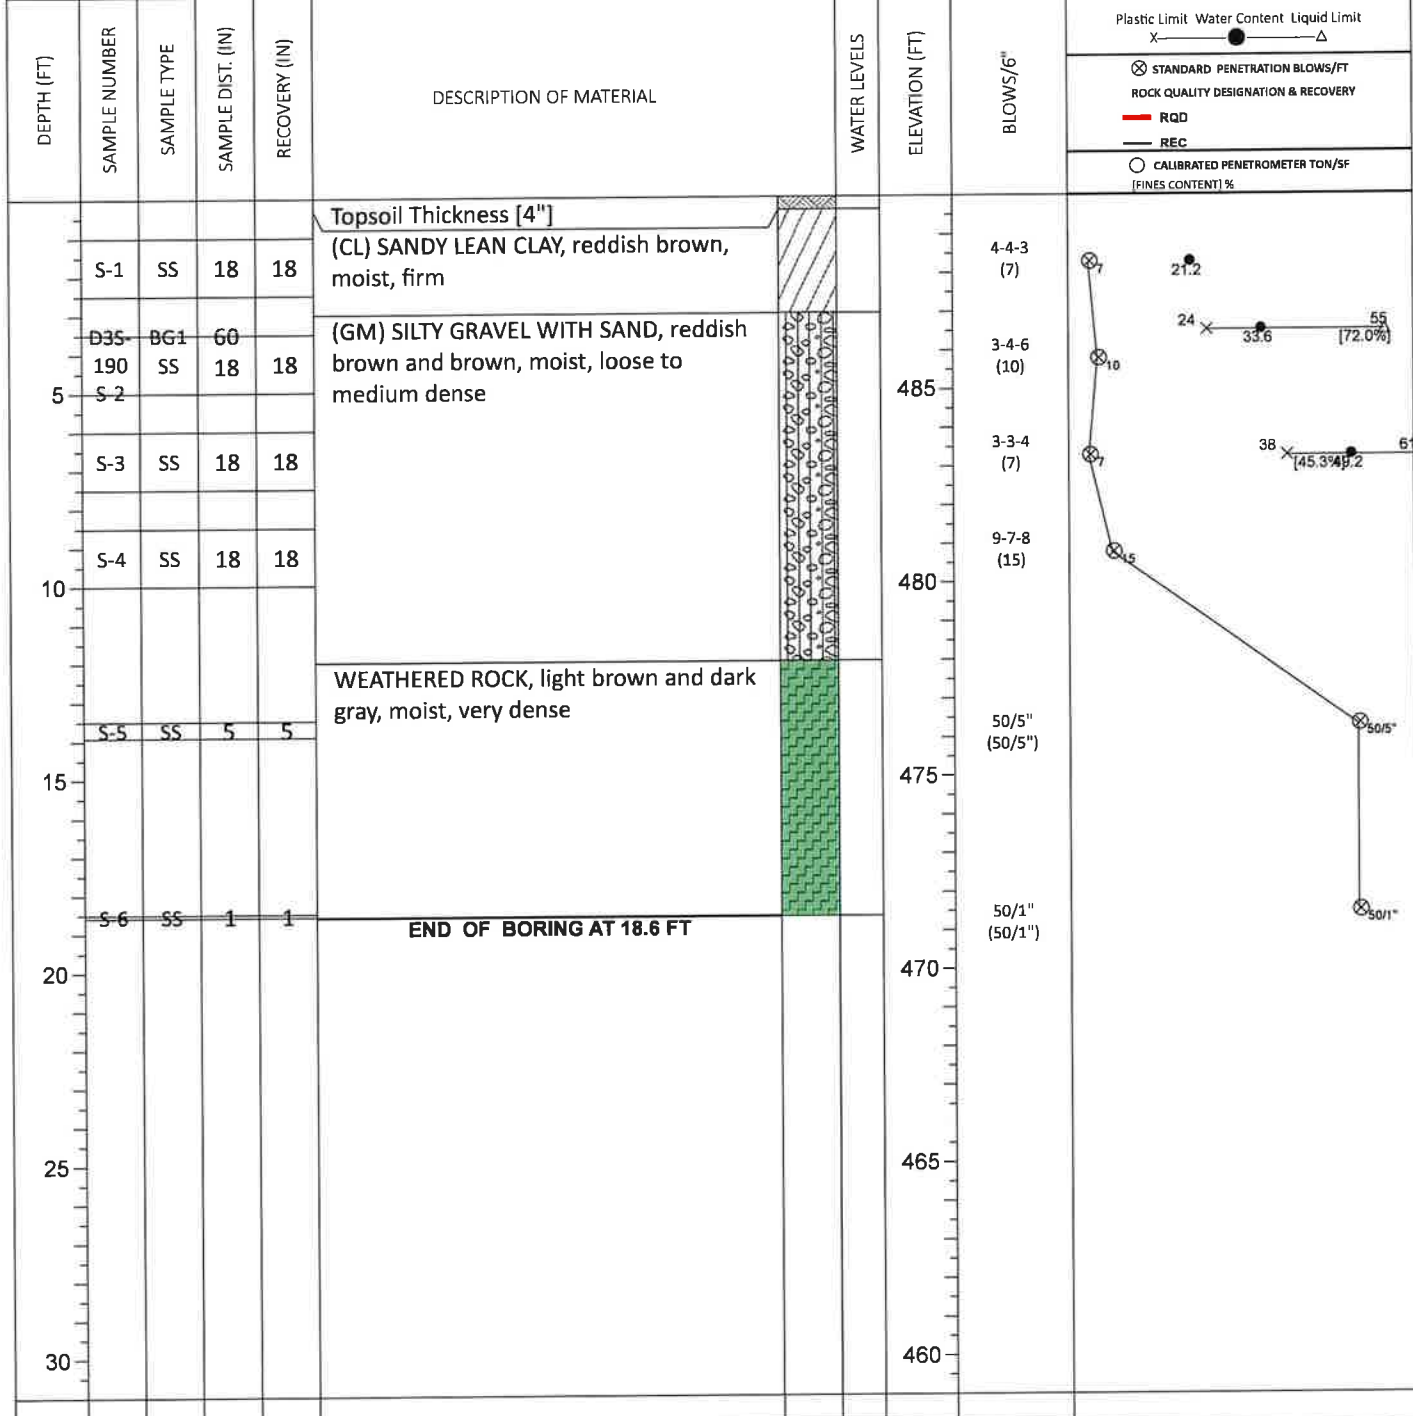 DEPTH (FT)
SAMPLE NUMBER
SAMPLE TYPE
SAMPLE DIST. (IN)
RECOVERY (IN)
DESCRIPTION OF MATERIAL
WATER LEVELS
ELEVATION (FT)
BLOWS/6"
Plastic Limit Water Content Liquid Limit
X
STANDARD PENETRATION BLOWS/FT
ROCK QUALITY DESIGNATION & RECOVERY
RQD
REC
CALIBRATED PENETROMETER TON/SF
[FINES CONTENT] %
Topsoil Thickness [4"]
(CL) SANDY LEAN CLAY, reddish brown,
moist, firm
S-1 SS 18 18
4-4-3
(7)
7
21.2
D35- BG1 60
190 SS 18 18
S-2
(GM) SILTY GRAVEL WITH SAND, reddish
brown and brown, moist, loose to
medium dense
3-4-6
(10)
10
24
33.6
55
[72.0%]
5
485
S-3 SS 18 18
3-3-4
(7)
7
38
[45.3%]
49.2
61
S-4 SS 18 18
9-7-8
(15)
15
10
480
WEATHERED ROCK, light brown and dark
gray, moist, very dense
S-5 SS 5 5
50/5"
(50/5")
50/5"
15
475
S-6 SS 1 1
END OF BORING AT 18.6 FT
50/1"
(50/1")
50/1"
20
470
25
465
30
460